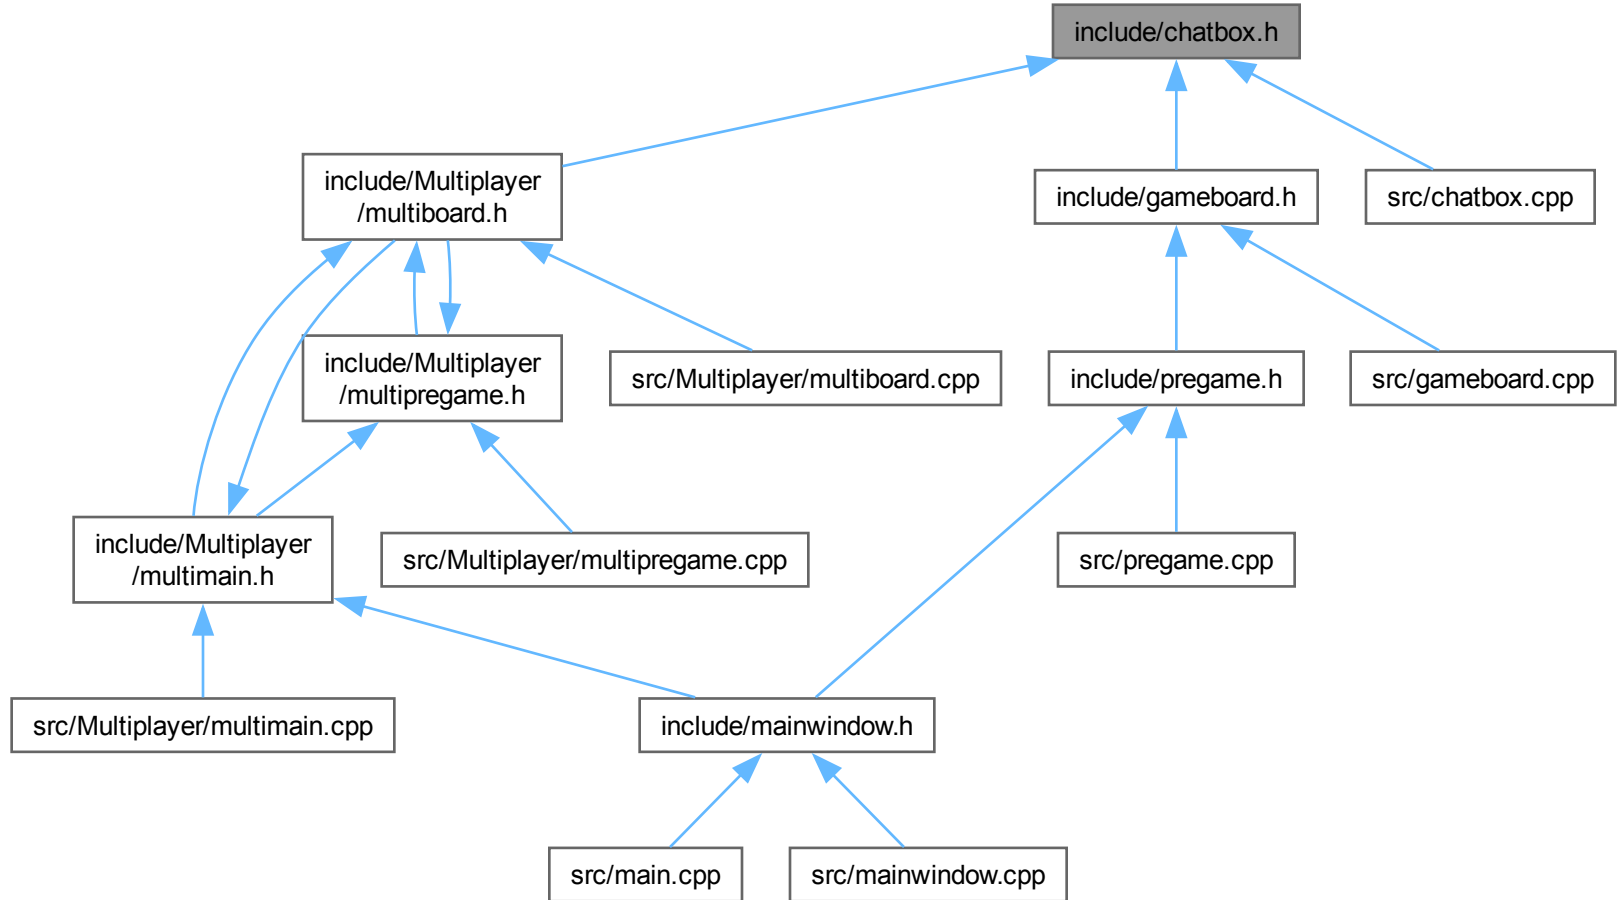 include/chatbox.h
include/Multiplayer
/multiboard.h
include/gameboard.h
src/chatbox.cpp
include/Multiplayer
/multipregame.h
src/Multiplayer/multiboard.cpp
include/pregame.h
src/gameboard.cpp
include/Multiplayer
/multimain.h
src/Multiplayer/multipregame.cpp
src/pregame.cpp
src/Multiplayer/multimain.cpp
include/mainwindow.h
src/main.cpp
src/mainwindow.cpp